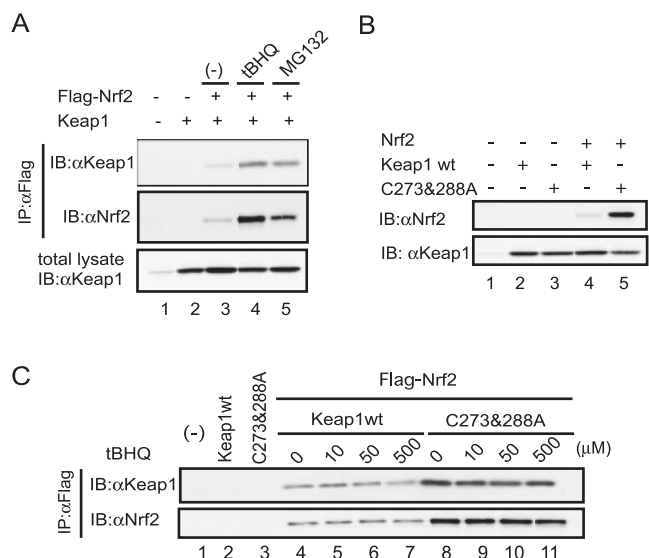 A
(-) tBHQ MG132
Flag-Nrf2 - - + + +
Keap1 - + + + +
IP:αFlag
IB:αKeap1
IB:αNrf2
total lysate
IB:αKeap1
1 2 3 4 5
B
Nrf2 - - - + +
Keap1 wt - + - + -
C273&288A - - + - +
IB:αNrf2
IB: αKeap1
1 2 3 4 5
C
Flag-Nrf2
(-) Keap1wt C273&288A Keap1wt C273&288A
tBHQ 0 10 50 500 0 10 50 500 (μM)
IP:αFlag
IB:αKeap1
IB:αNrf2
1 2 3 4 5 6 7 8 9 10 11